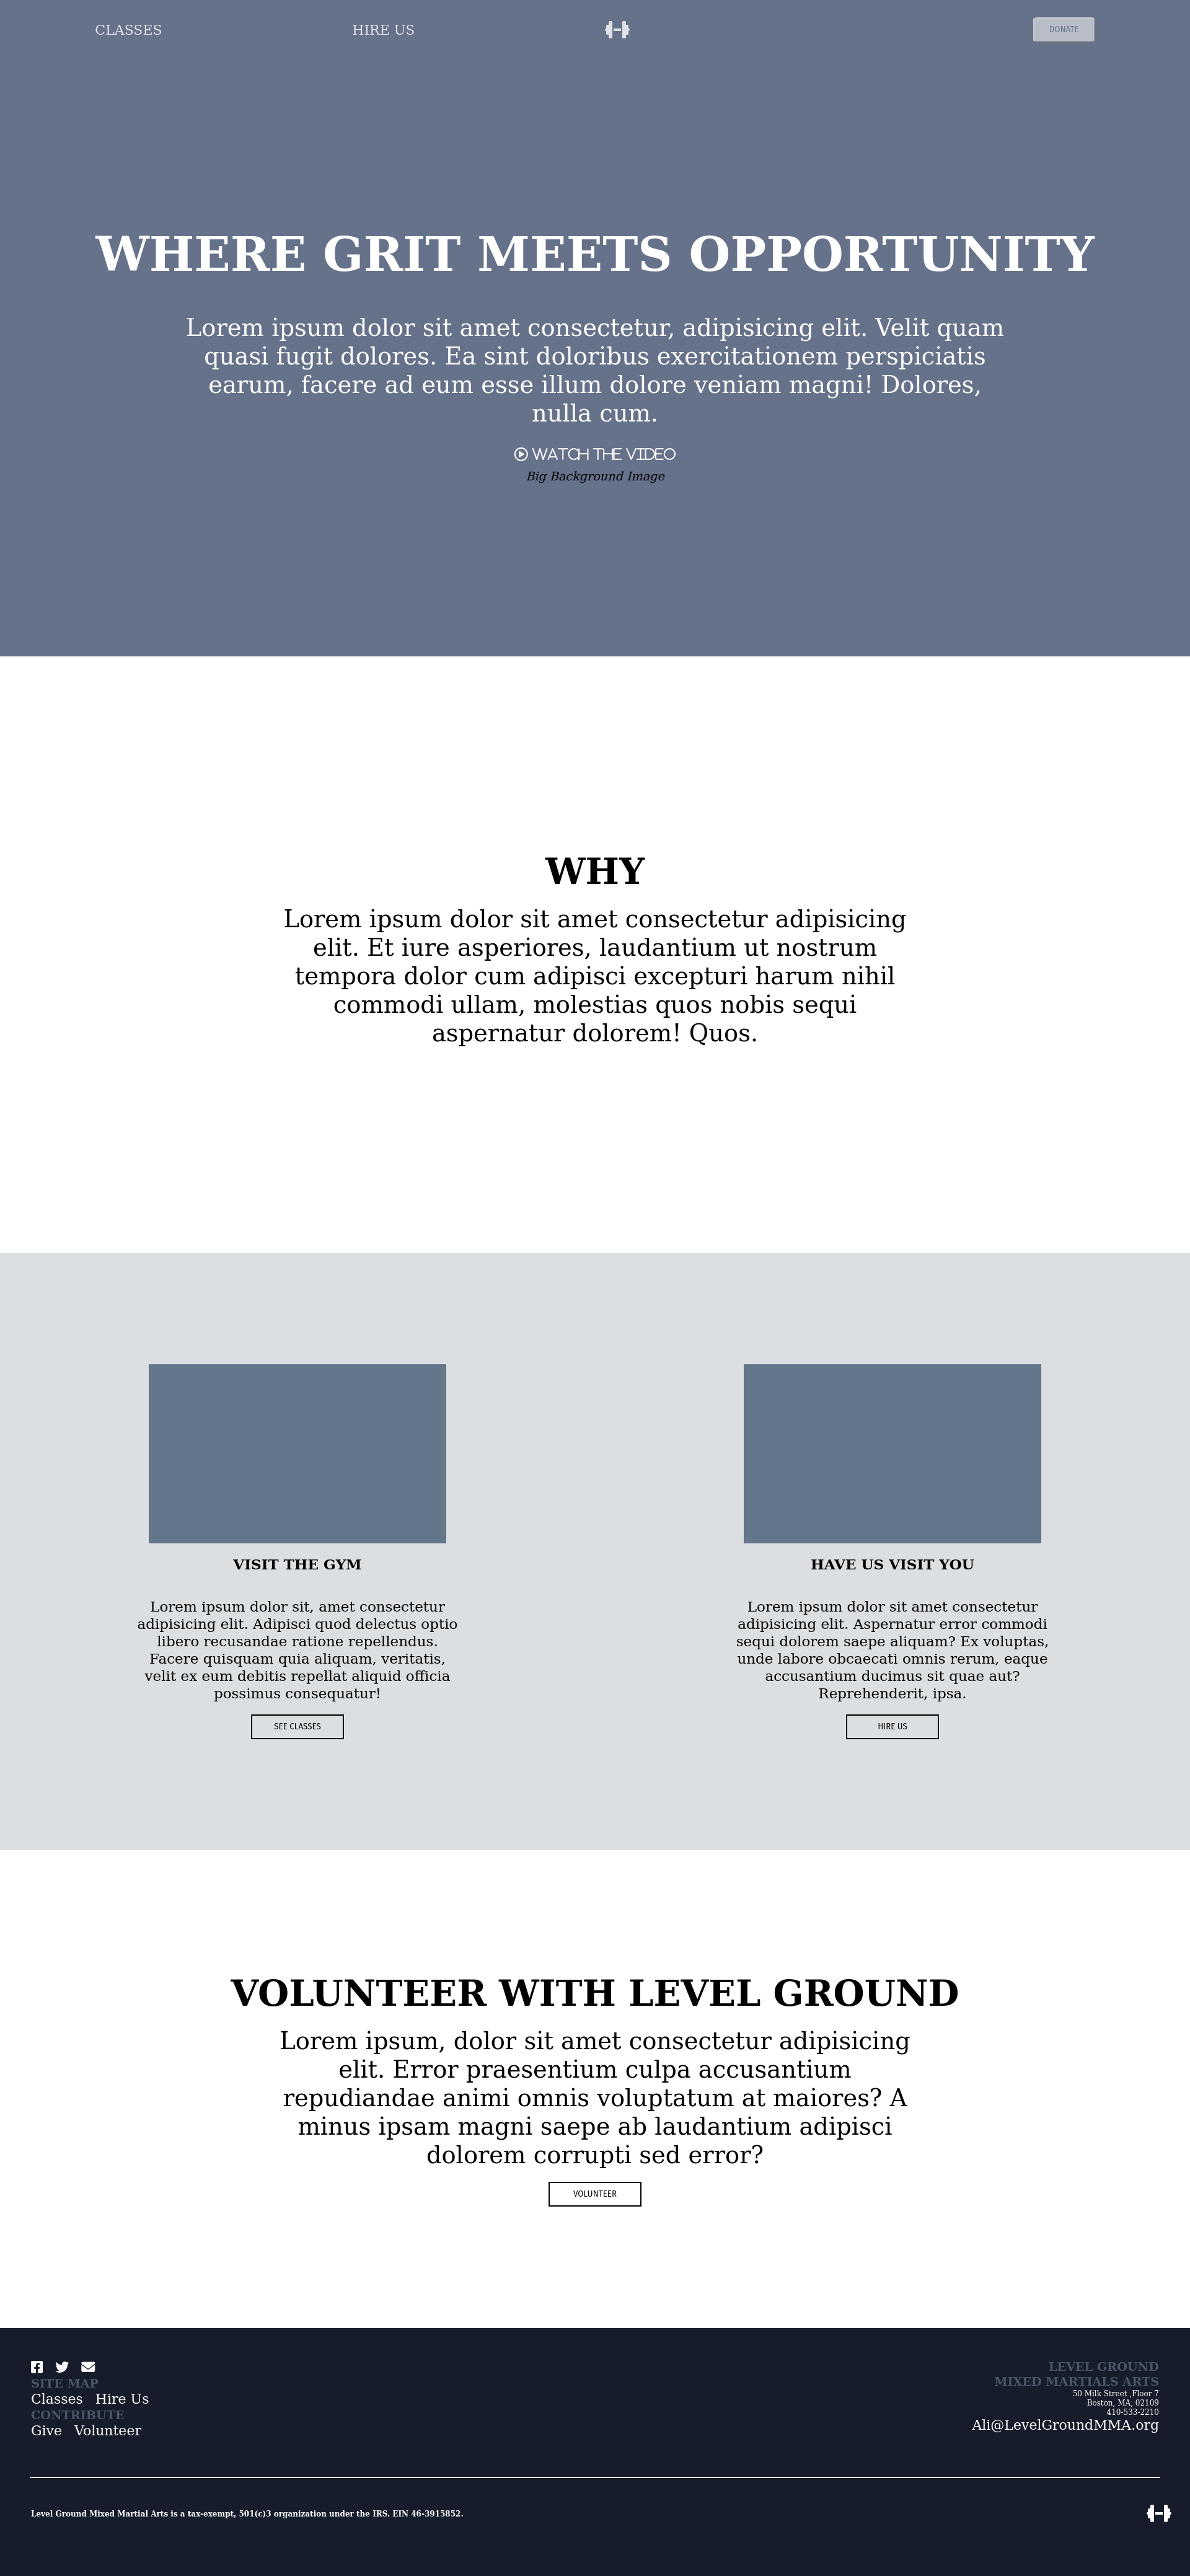 CLASSES
HIRE US
DONATE
WHERE GRIT MEETS OPPORTUNITY
Lorem ipsum dolor sit amet consectetur, adipisicing elit. Velit quam
quasi fugit dolores. Ea sint doloribus exercitationem perspiciatis
earum, facere ad eum esse illum dolore veniam magni! Dolores,
nulla cum.
WATCH THE VIDEO
Big Background Image
WHY
Lorem ipsum dolor sit amet consectetur adipisicing
elit. Et iure asperiores, laudantium ut nostrum
tempora dolor cum adipisci excepturi harum nihil
commodi ullam, molestias quos nobis sequi
aspernatur dolorem! Quos.
VISIT THE GYM
Lorem ipsum dolor sit, amet consectetur
adipisicing elit. Adipisci quod delectus optio
libero recusandae ratione repellendus.
Facere quisquam quia aliquam, veritatis,
velit ex eum debitis repellat aliquid officia
possimus consequatur!
SEE CLASSES
HAVE US VISIT YOU
Lorem ipsum dolor sit amet consectetur
adipisicing elit. Aspernatur error commodi
sequi dolorem saepe aliquam? Ex voluptas,
unde labore obcaecati omnis rerum, eaque
accusantium ducimus sit quae aut?
Reprehenderit, ipsa.
HIRE US
VOLUNTEER WITH LEVEL GROUND
Lorem ipsum, dolor sit amet consectetur adipisicing
elit. Error praesentium culpa accusantium
repudiandae animi omnis voluptatum at maiores? A
minus ipsam magni saepe ab laudantium adipisci
dolorem corrupti sed error?
VOLUNTEER
SITE MAP
Classes Hire Us
CONTRIBUTE
Give Volunteer
LEVEL GROUND
MIXED MARTIALS ARTS
50 Milk Street ,Floor 7
Boston, MA, 02109
410-533-2210
Ali@LevelGroundMMA.org
Level Ground Mixed Martial Arts is a tax-exempt, 501(c)3 organization under the IRS. EIN 46-3915852.